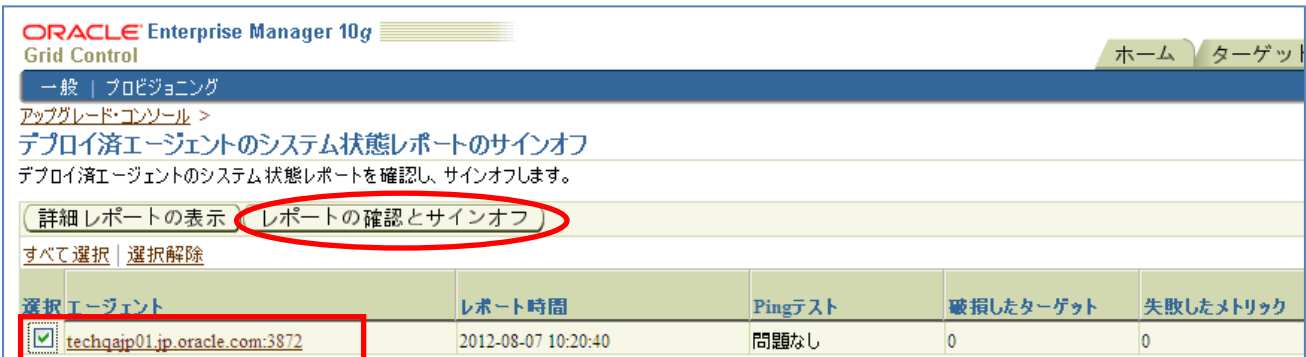 ORACLE Enterprise Manager 10g
Grid Control
ホーム ターゲット
一般 | プロビジョニング
アップグレード・コンソール >
デプロイ済エージェントのシステム状態レポートのサインオフ
デプロイ済エージェントのシステム状態レポートを確認し、サインオフします。
詳細レポートの表示 レポートの確認とサインオフ
すべて選択 | 選択解除
選択 エージェント レポート時間 Pingテスト 破損したターゲット 失敗したメトリック
techqajp01.jp.oracle.com:3872 2012-08-07 10:20:40 問題なし 0 0